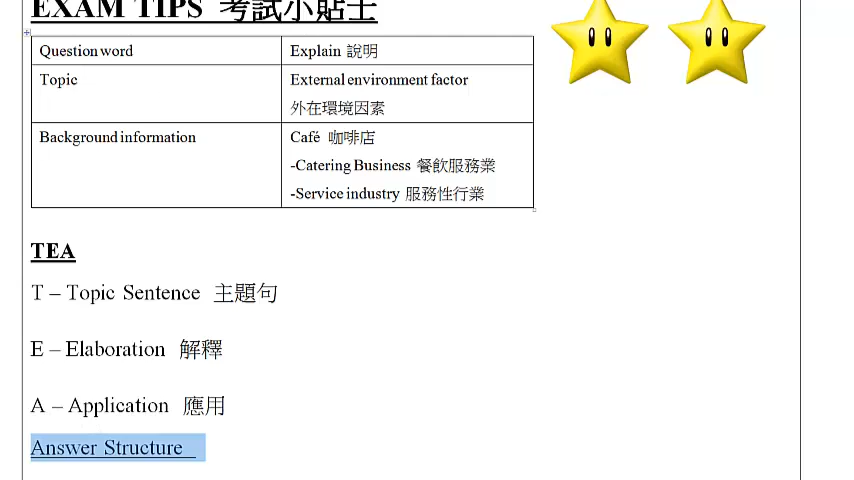 EXAM TIPS 考試小貼士
Question word Explain 說明
Topic External environment factor
外在環境因素
Background information Café 咖啡店
-Catering Business 餐飲服務業
-Service industry 服務性行業
TEA
T – Topic Sentence 主題句
E – Elaboration 解釋
A – Application 應用
Answer Structure